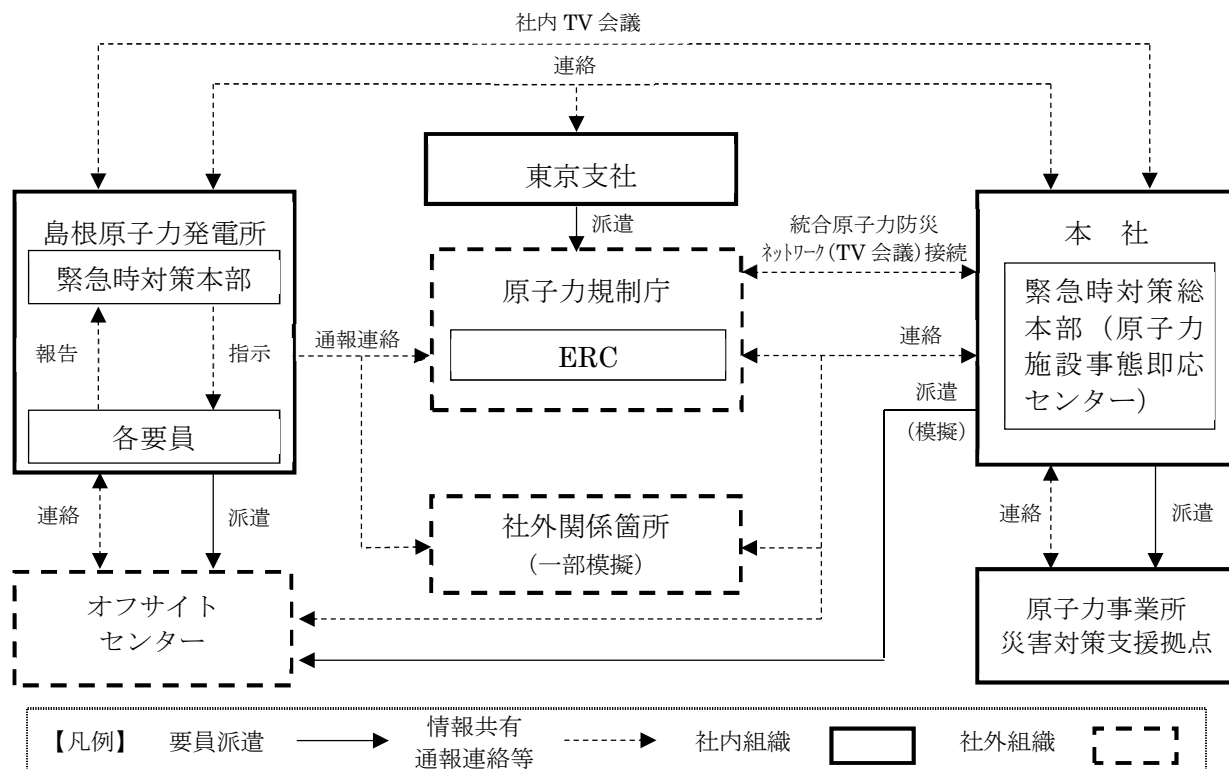 社内 TV 会議
連絡
東京支社
派遣
島根原子力発電所
緊急時対策本部
報告
指示
各要員
通報連絡
原子力規制庁
ERC
統合原子力防災
ネットワーク(TV 会議)接続
本 社
緊急時対策総
本部（原子力
施設事態即応
センター）
連絡
派遣
(模擬)
連絡
派遣
社外関係箇所
(一部模擬)
連絡
派遣
オフサイト
センター
原子力事業所
災害対策支援拠点
【凡例】 要員派遣 情報共有 社内組織 社外組織
通報連絡等